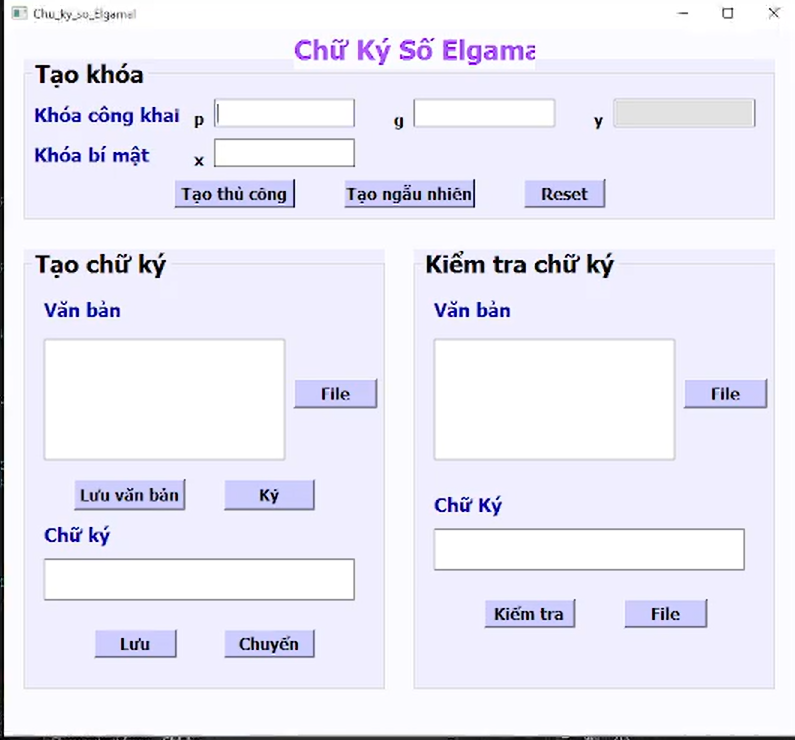 Chu_ky_so_Elgamal
Chữ Ký Số Elgama
Tạo khóa
Khóa công khai p g y
Khóa bí mật x
Tạo thủ công Tạo ngẫu nhiên Reset
Tạo chữ ký
Văn bản
File
Lưu văn bản Ký
Chữ ký
Lưu Chuyển
Kiểm tra chữ ký
Văn bản
File
Chữ Ký
Kiểm tra File